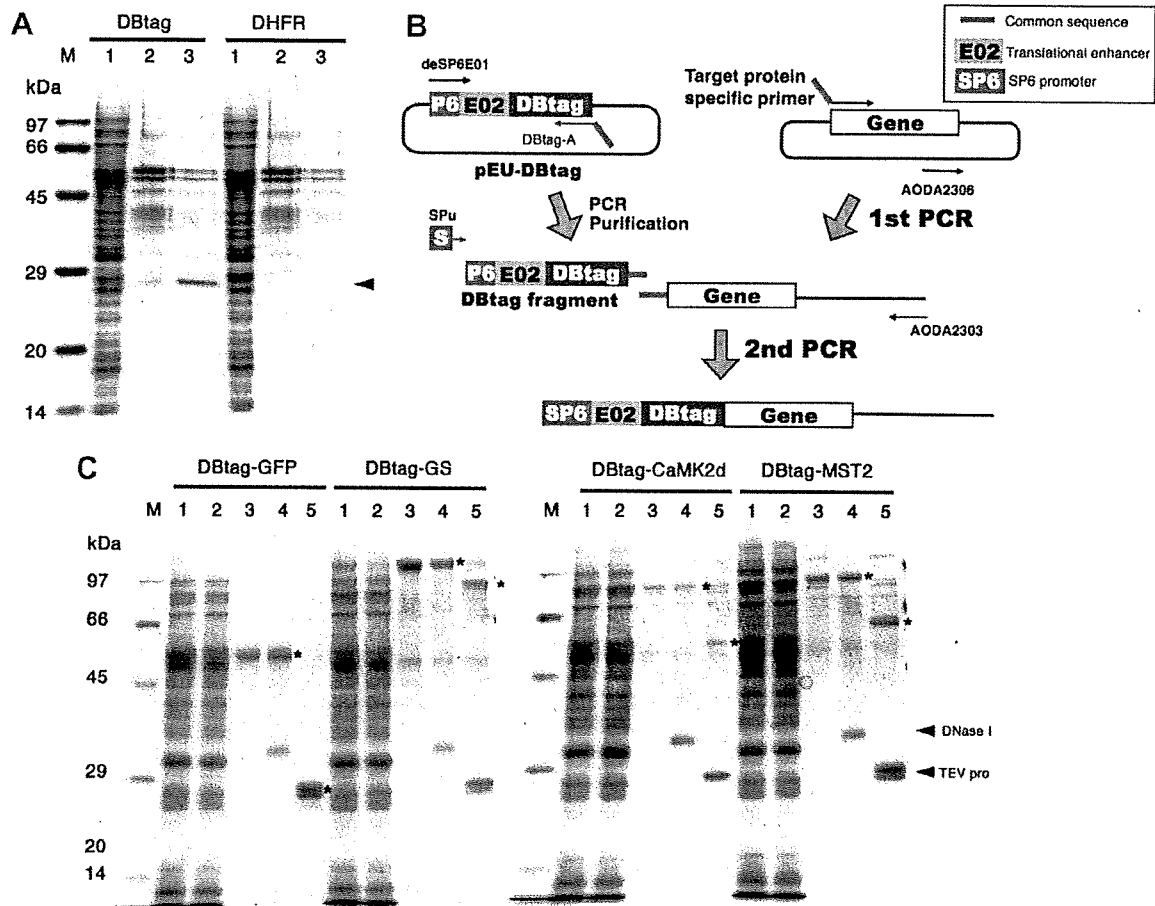 A
DBtag
DHFR
M 1 2 3 1 2 3
kDa
97
66
45
29
20
14
B
Common sequence
E02 Translational enhancer
SP6 SP6 promoter
deSP6E01
P6 E02 DBtag
DBtag-A
pEU-DBtag
Target protein
specific primer
Gene
AODA2306
PCR
Purification
1st PCR
SPu
S
P6 E02 DBtag
DBtag fragment
Gene
AODA2303
2nd PCR
SP6 E02 DBtag Gene
C
DBtag-GFP DBtag-GS DBtag-CaMK2d DBtag-MST2
M 1 2 3 4 5 1 2 3 4 5 M 1 2 3 4 5 1 2 3 4 5
kDa
97
66
45
29
20
14
* * * * * * * *
DNase I
TEV pro